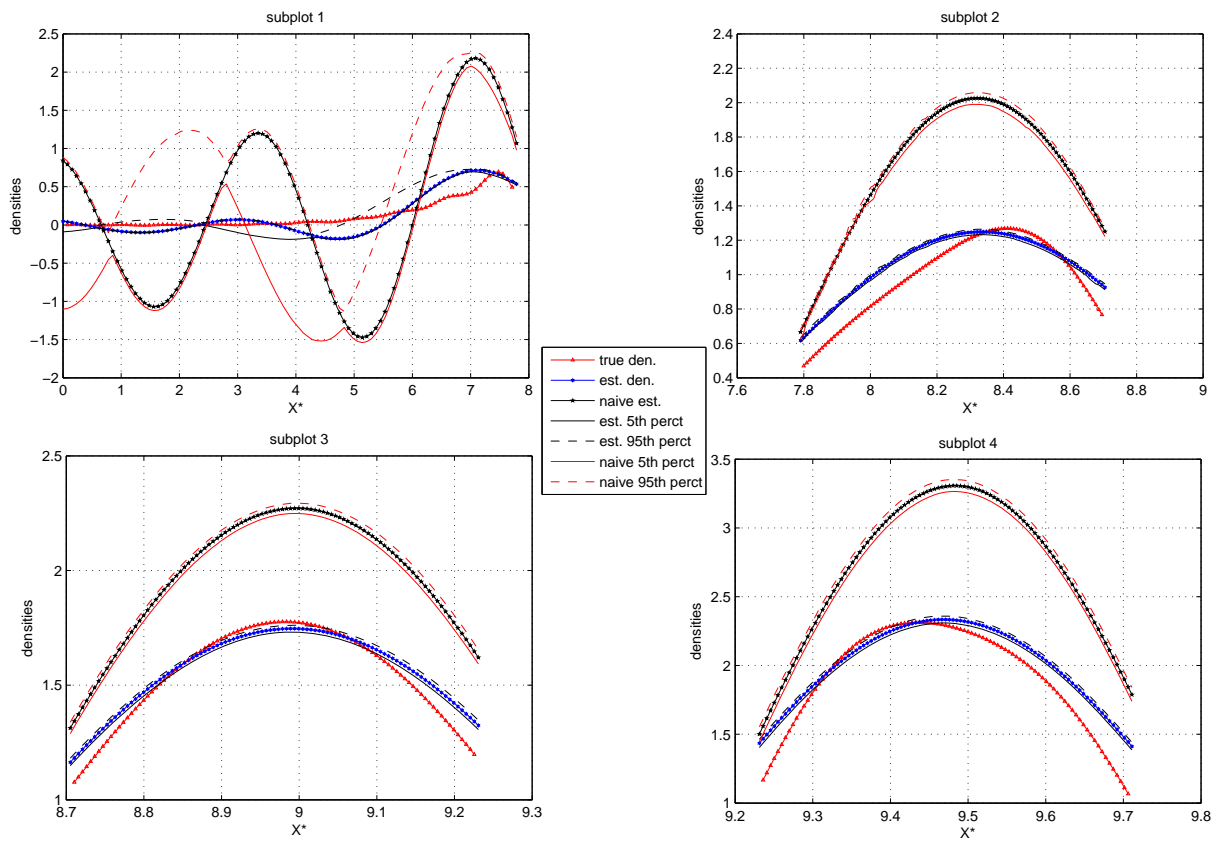 subplot 1
2.5
2
1.5
1
0.5
0
−0.5
−1
−1.5
−2
densities
0 1 2 3 4 5 6 7 8
X*
subplot 2
2.4
2.2
2
1.8
1.6
1.4
1.2
1
0.8
0.6
0.4
densities
7.6 7.8 8 8.2 8.4 8.6 8.8 9
X*
true den.
est. den.
naive est.
est. 5th perct
est. 95th perct
naive 5th perct
naive 95th perct
subplot 3
2.5
2
1.5
1
densities
8.7 8.8 8.9 9 9.1 9.2 9.3
X*
subplot 4
3.5
3
2.5
2
1.5
1
densities
9.2 9.3 9.4 9.5 9.6 9.7 9.8
X*